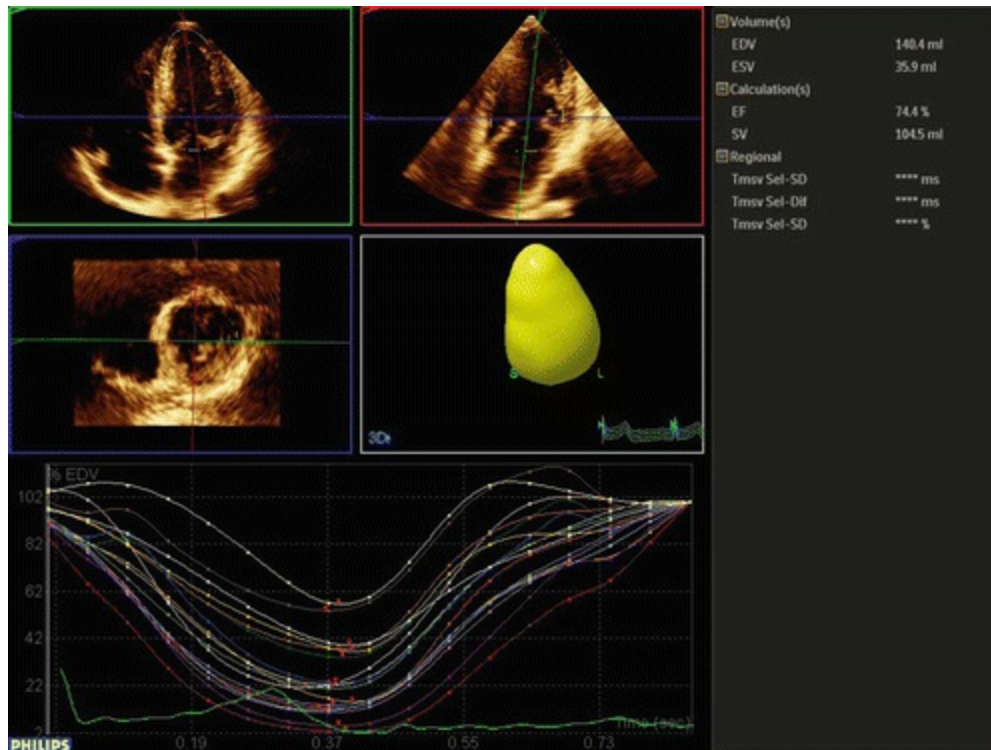 Volume(s)
EDV 140.4 ml
ESV 35.9 ml
Calculation(s)
EF 74.4 %
SV 104.5 ml
Regional
Tmsv Sel-SD **** ms
Tmsv Sel-Dif **** ms
Tmsv Sel-SD **** %
S L
3D
% EDV
102
82
62
42
22
2
Time (sec)
0.19 0.37 0.55 0.73
PHILIPS